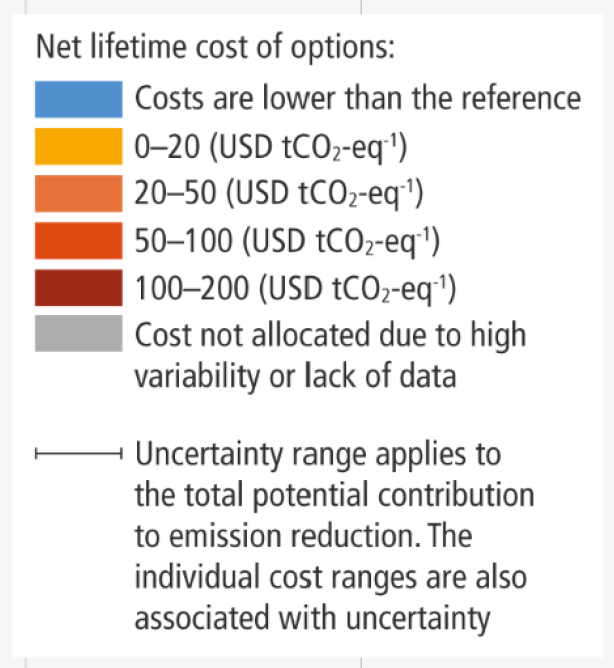 Net lifetime cost of options:
Costs are lower than the reference
0–20 (USD tCO₂-eq⁻¹)
20–50 (USD tCO₂-eq⁻¹)
50–100 (USD tCO₂-eq⁻¹)
100–200 (USD tCO₂-eq⁻¹)
Cost not allocated due to high
variability or lack of data
Uncertainty range applies to
the total potential contribution
to emission reduction. The
individual cost ranges are also
associated with uncertainty